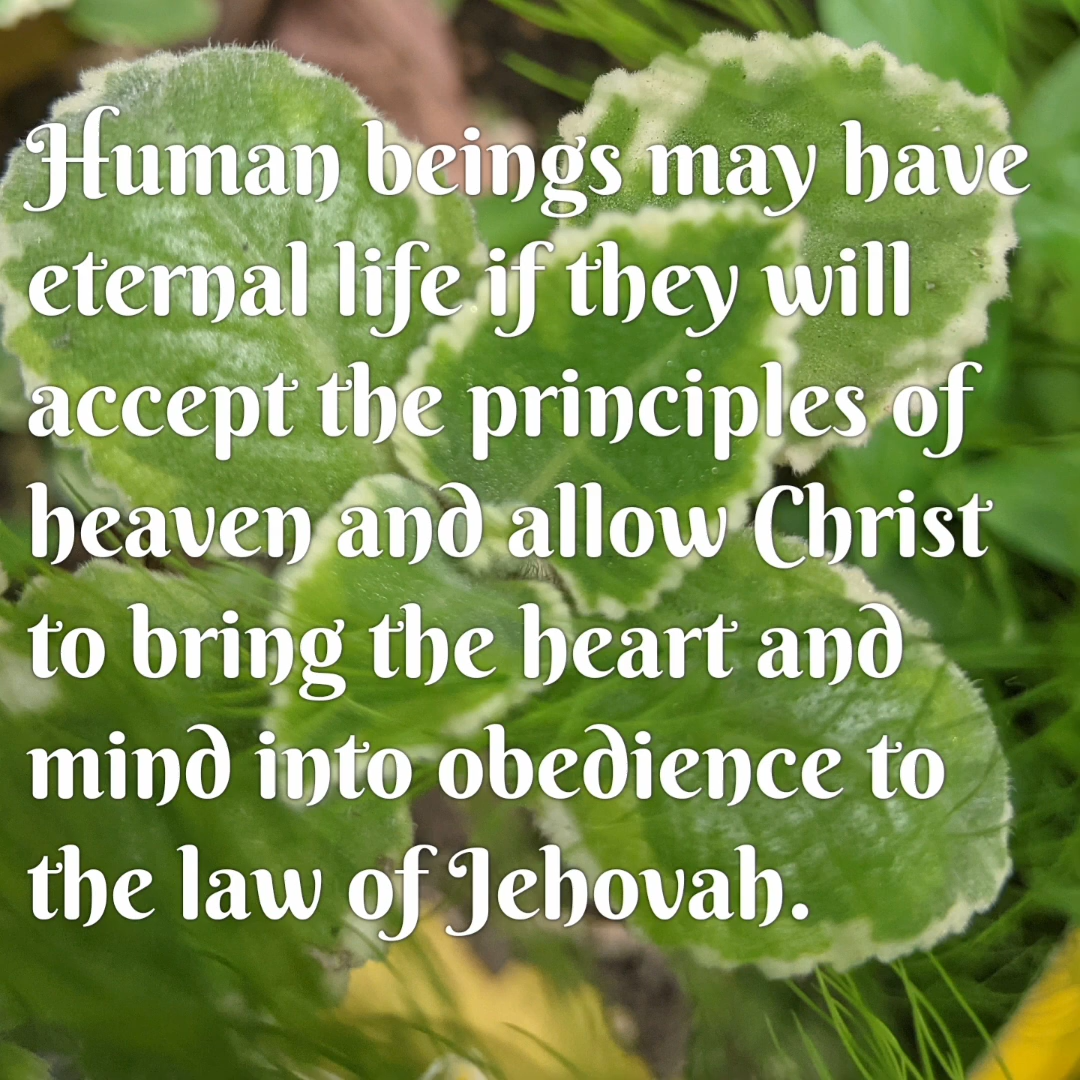 Human beings may have
eternal life if they will
accept the principles of
heaven and allow Christ
to bring the heart and
mind into obedience to
the law of Jehovah.